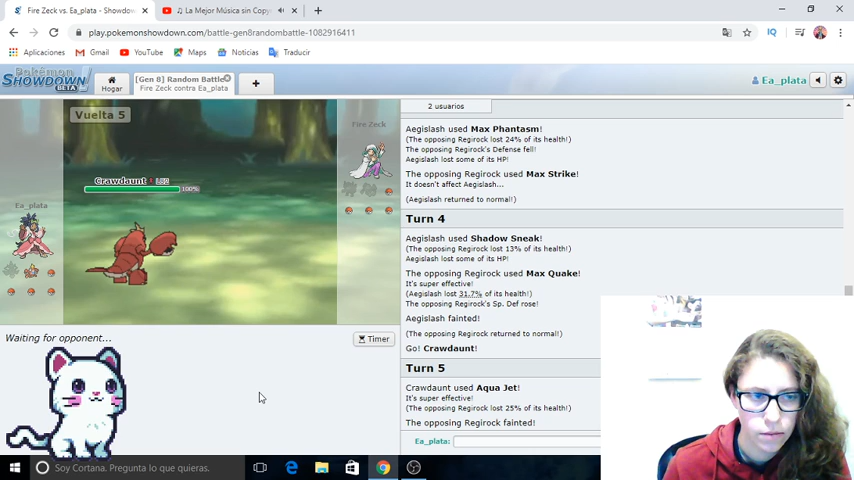 Fire Zeck vs. Ea_plata - Showdow
La Mejor Música sin Copy
play.pokemonshowdown.com/battle-gen8randombattle-1082916411
Aplicaciones
Gmail
YouTube
Maps
Noticias
Traducir
Pokémon
SHOWDOWN
BETA
Hogar
[Gen 8] Random Battle
Fire Zeck contra Ea_plata
Ea_plata
Vuelta 5
Fire Zeck
Crawdaunt
100%
Ea_plata
Waiting for opponent...
Timer
2 usuarios
Aegislash used Max Phantasm!
(The opposing Regirock lost 24% of its health!)
The opposing Regirock's Defense fell!
Aegislash lost some of its HP!
The opposing Regirock used Max Strike!
It doesn't affect Aegislash...
(Aegislash returned to normal!)
Turn 4
Aegislash used Shadow Sneak!
(The opposing Regirock lost 13% of its health!)
Aegislash lost some of its HP!
The opposing Regirock used Max Quake!
It's super effective!
(Aegislash lost 31.7% of its health!)
The opposing Regirock's Sp. Def rose!
Aegislash fainted!
(The opposing Regirock returned to normal!)
Go! Crawdaunt!
Turn 5
Crawdaunt used Aqua Jet!
It's super effective!
(The opposing Regirock lost 25% of its health!)
The opposing Regirock fainted!
Ea_plata:
Soy Cortana. Pregunta lo que quieras.